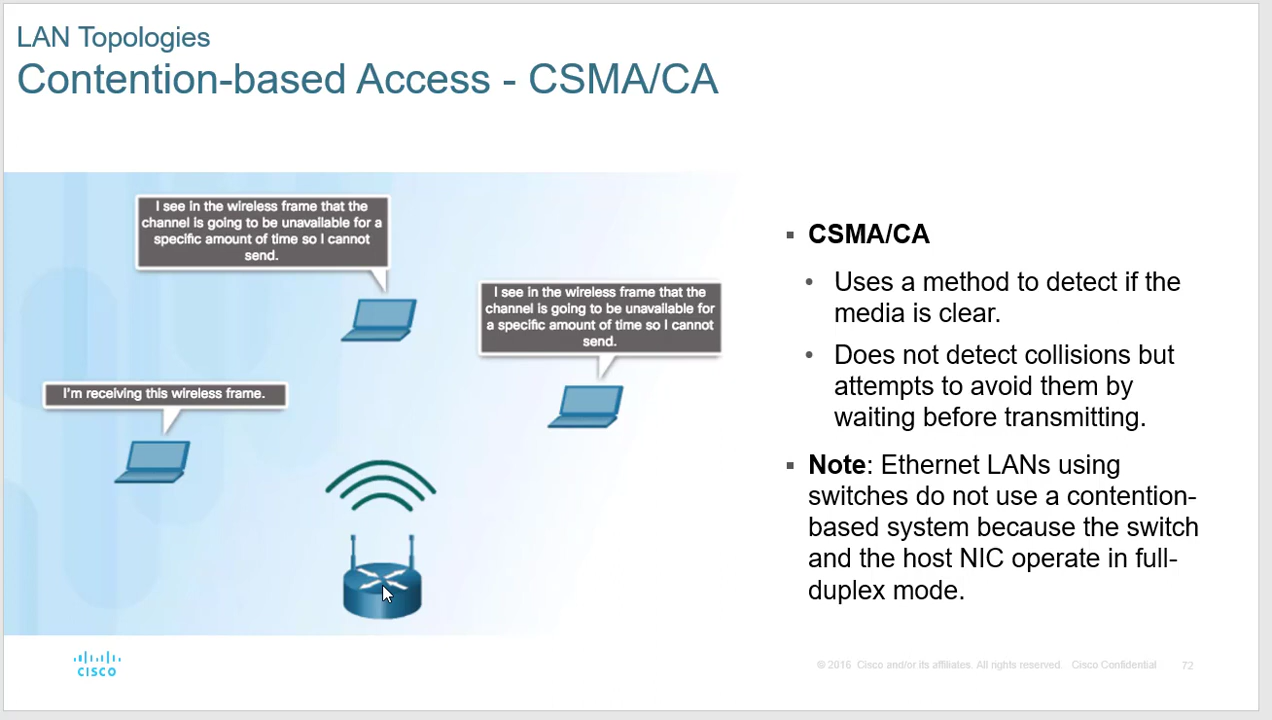 LAN Topologies
Contention-based Access - CSMA/CA
I see in the wireless frame that the
channel is going to be unavailable for a
specific amount of time so I cannot
send.
I see in the wireless frame that the
channel is going to be unavailable for
a specific amount of time so I cannot
send.
I'm receiving this wireless frame.
▪ CSMA/CA
• Uses a method to detect if the
media is clear.
• Does not detect collisions but
attempts to avoid them by
waiting before transmitting.
▪ Note: Ethernet LANs using
switches do not use a contention-
based system because the switch
and the host NIC operate in full-
duplex mode.
CISCO
© 2016 Cisco and/or its affiliates. All rights reserved. Cisco Confidential 72